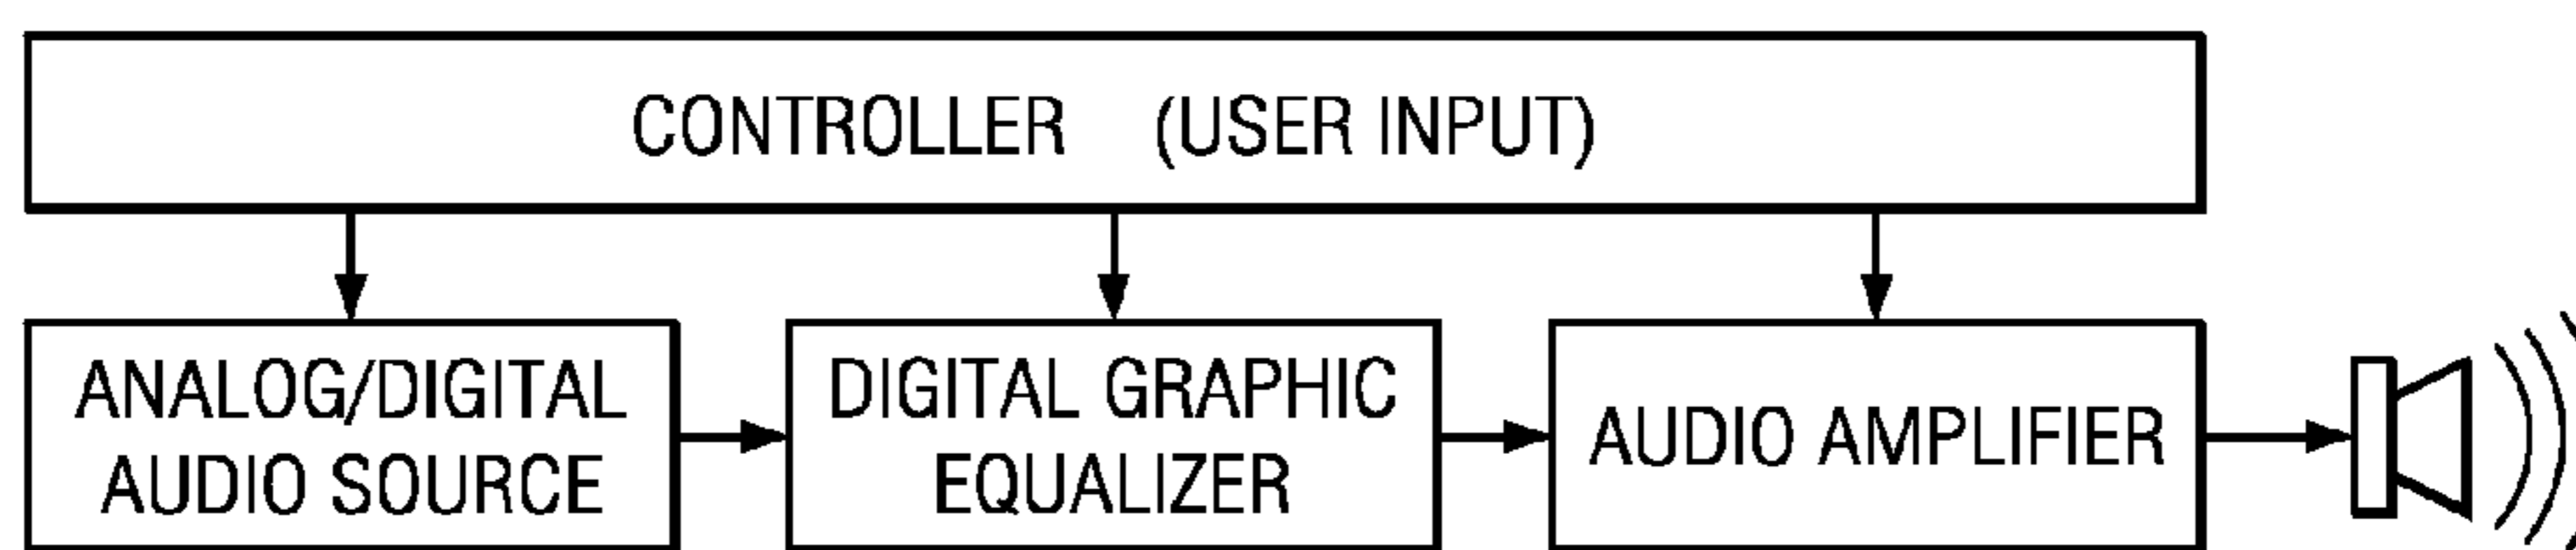 CONTROLLER (USER INPUT)
ANALOG/DIGITAL
AUDIO SOURCE
DIGITAL GRAPHIC
EQUALIZER
AUDIO AMPLIFIER